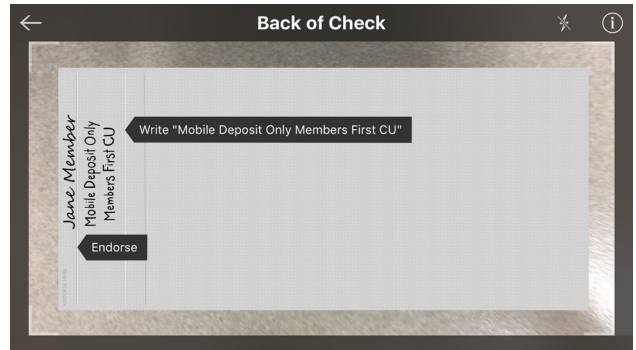 Back of Check
Jane Member
Mobile Deposit Only
Members First CU
Write "Mobile Deposit Only Members First CU"
Endorse